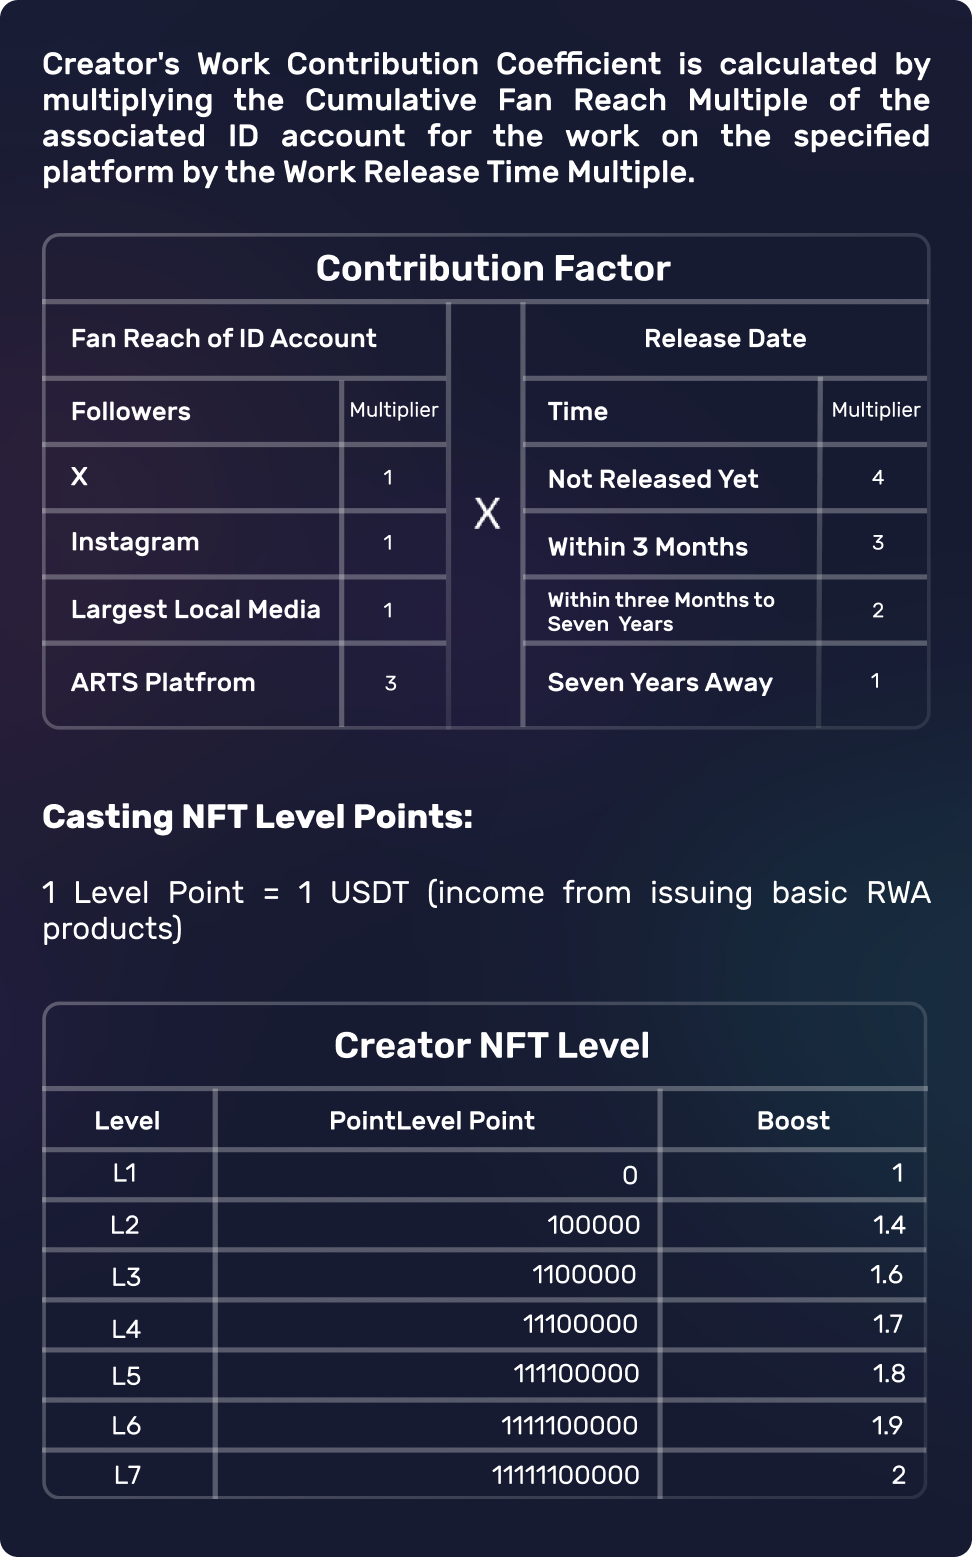 Creator's Work Contribution Coefficient is calculated by
multiplying the Cumulative Fan Reach Multiple of the
associated ID account for the work on the specified
platform by the Work Release Time Multiple.
Contribution Factor
Fan Reach of ID Account
Release Date
Followers Multiplier
Time Multiplier
X 1
Not Released Yet 4
X
Instagram 1
Within 3 Months 3
Largest Local Media 1
Within three Months to
Seven Years
2
ARTS Platfrom 3
Seven Years Away 1
Casting NFT Level Points:
1 Level Point = 1 USDT (income from issuing basic RWA
products)
Creator NFT Level
Level PointLevel Point Boost
L1 0 1
L2 100000 1.4
L3 1100000 1.6
L4 11100000 1.7
L5 111100000 1.8
L6 1111100000 1.9
L7 11111100000 2